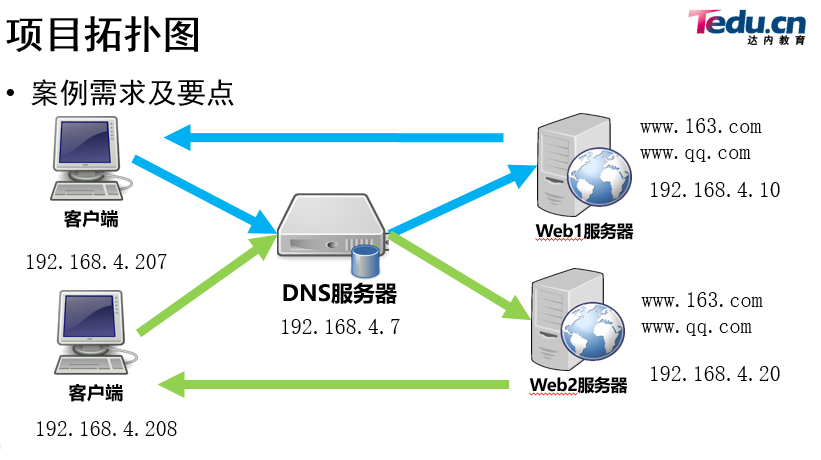 项目拓扑图
Tedu.cn
达内教育
• 案例需求及要点
客户端
192.168.4.207
客户端
192.168.4.208
DNS服务器
192.168.4.7
www.163.com
www.qq.com
192.168.4.10
Web1服务器
www.163.com
www.qq.com
192.168.4.20
Web2服务器